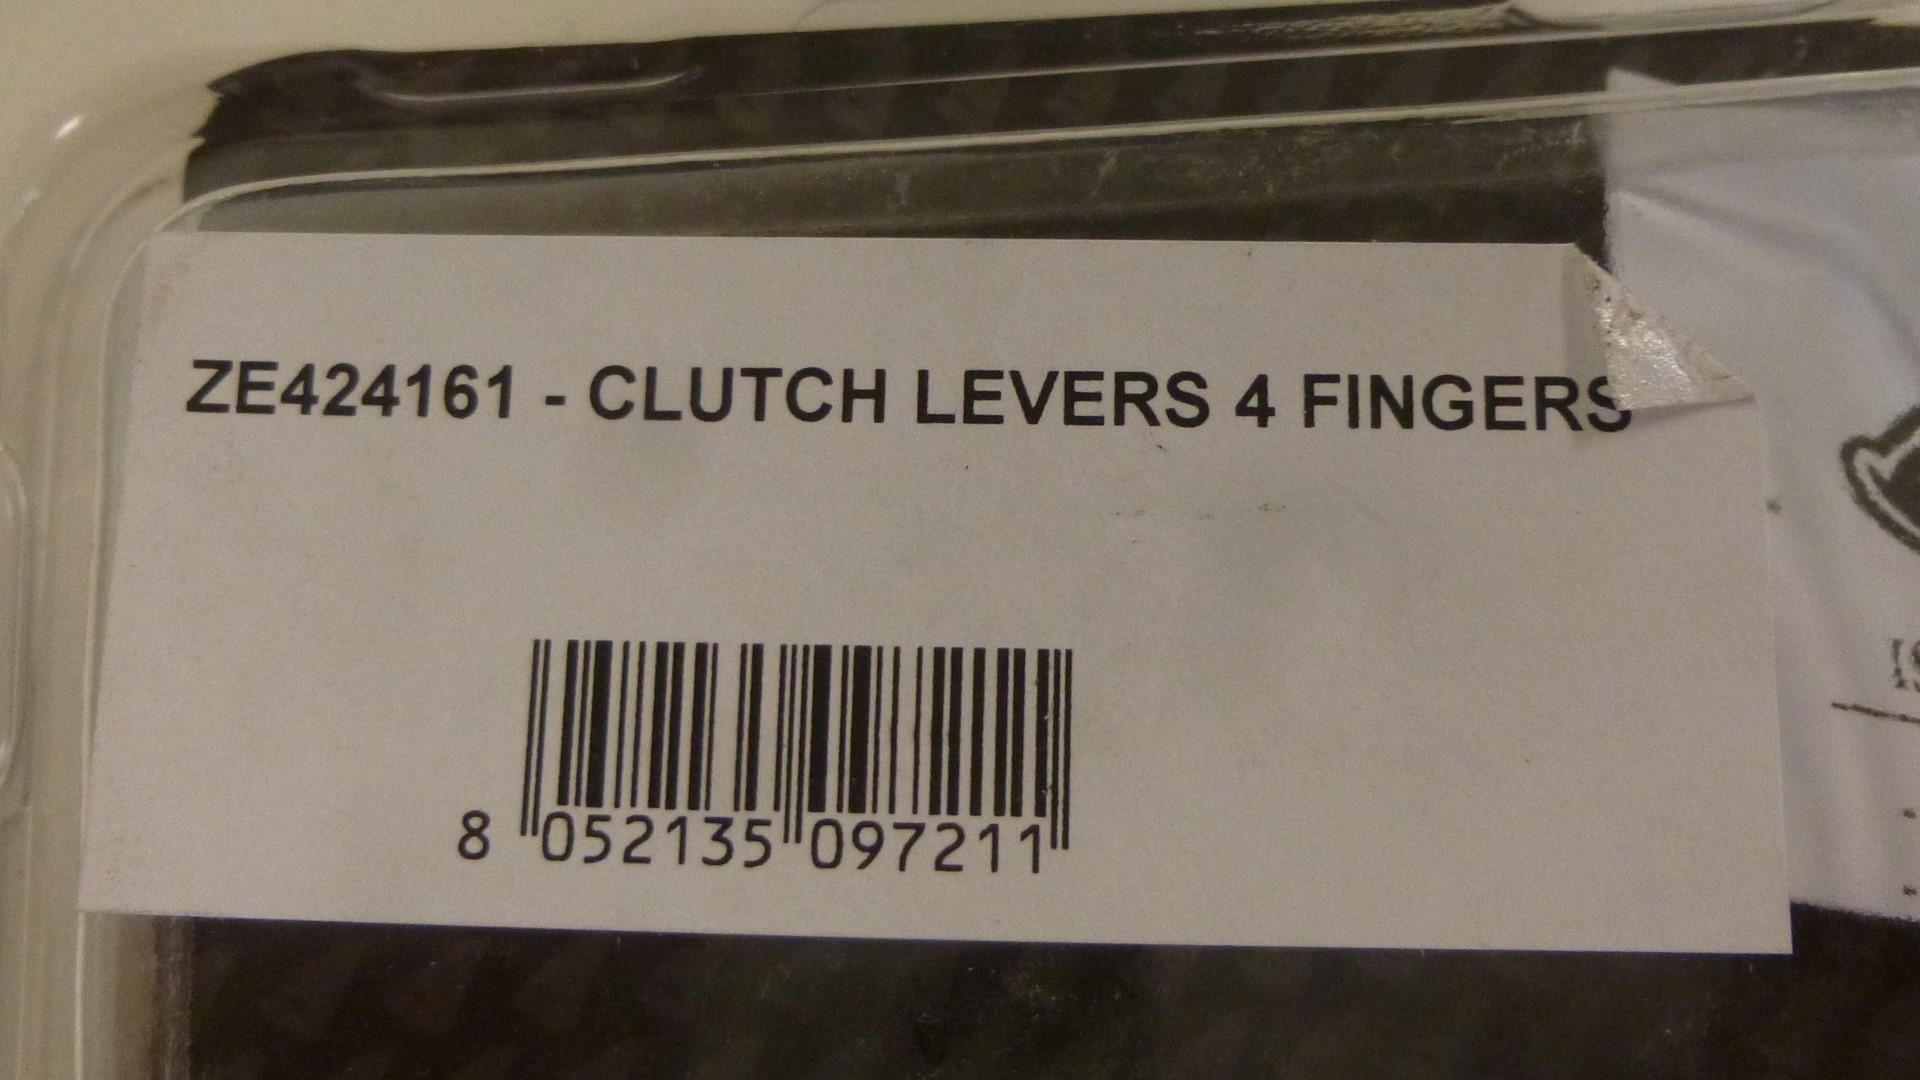 ZE424161 - CLUTCH LEVERS 4 FINGERS
8 052135 097211